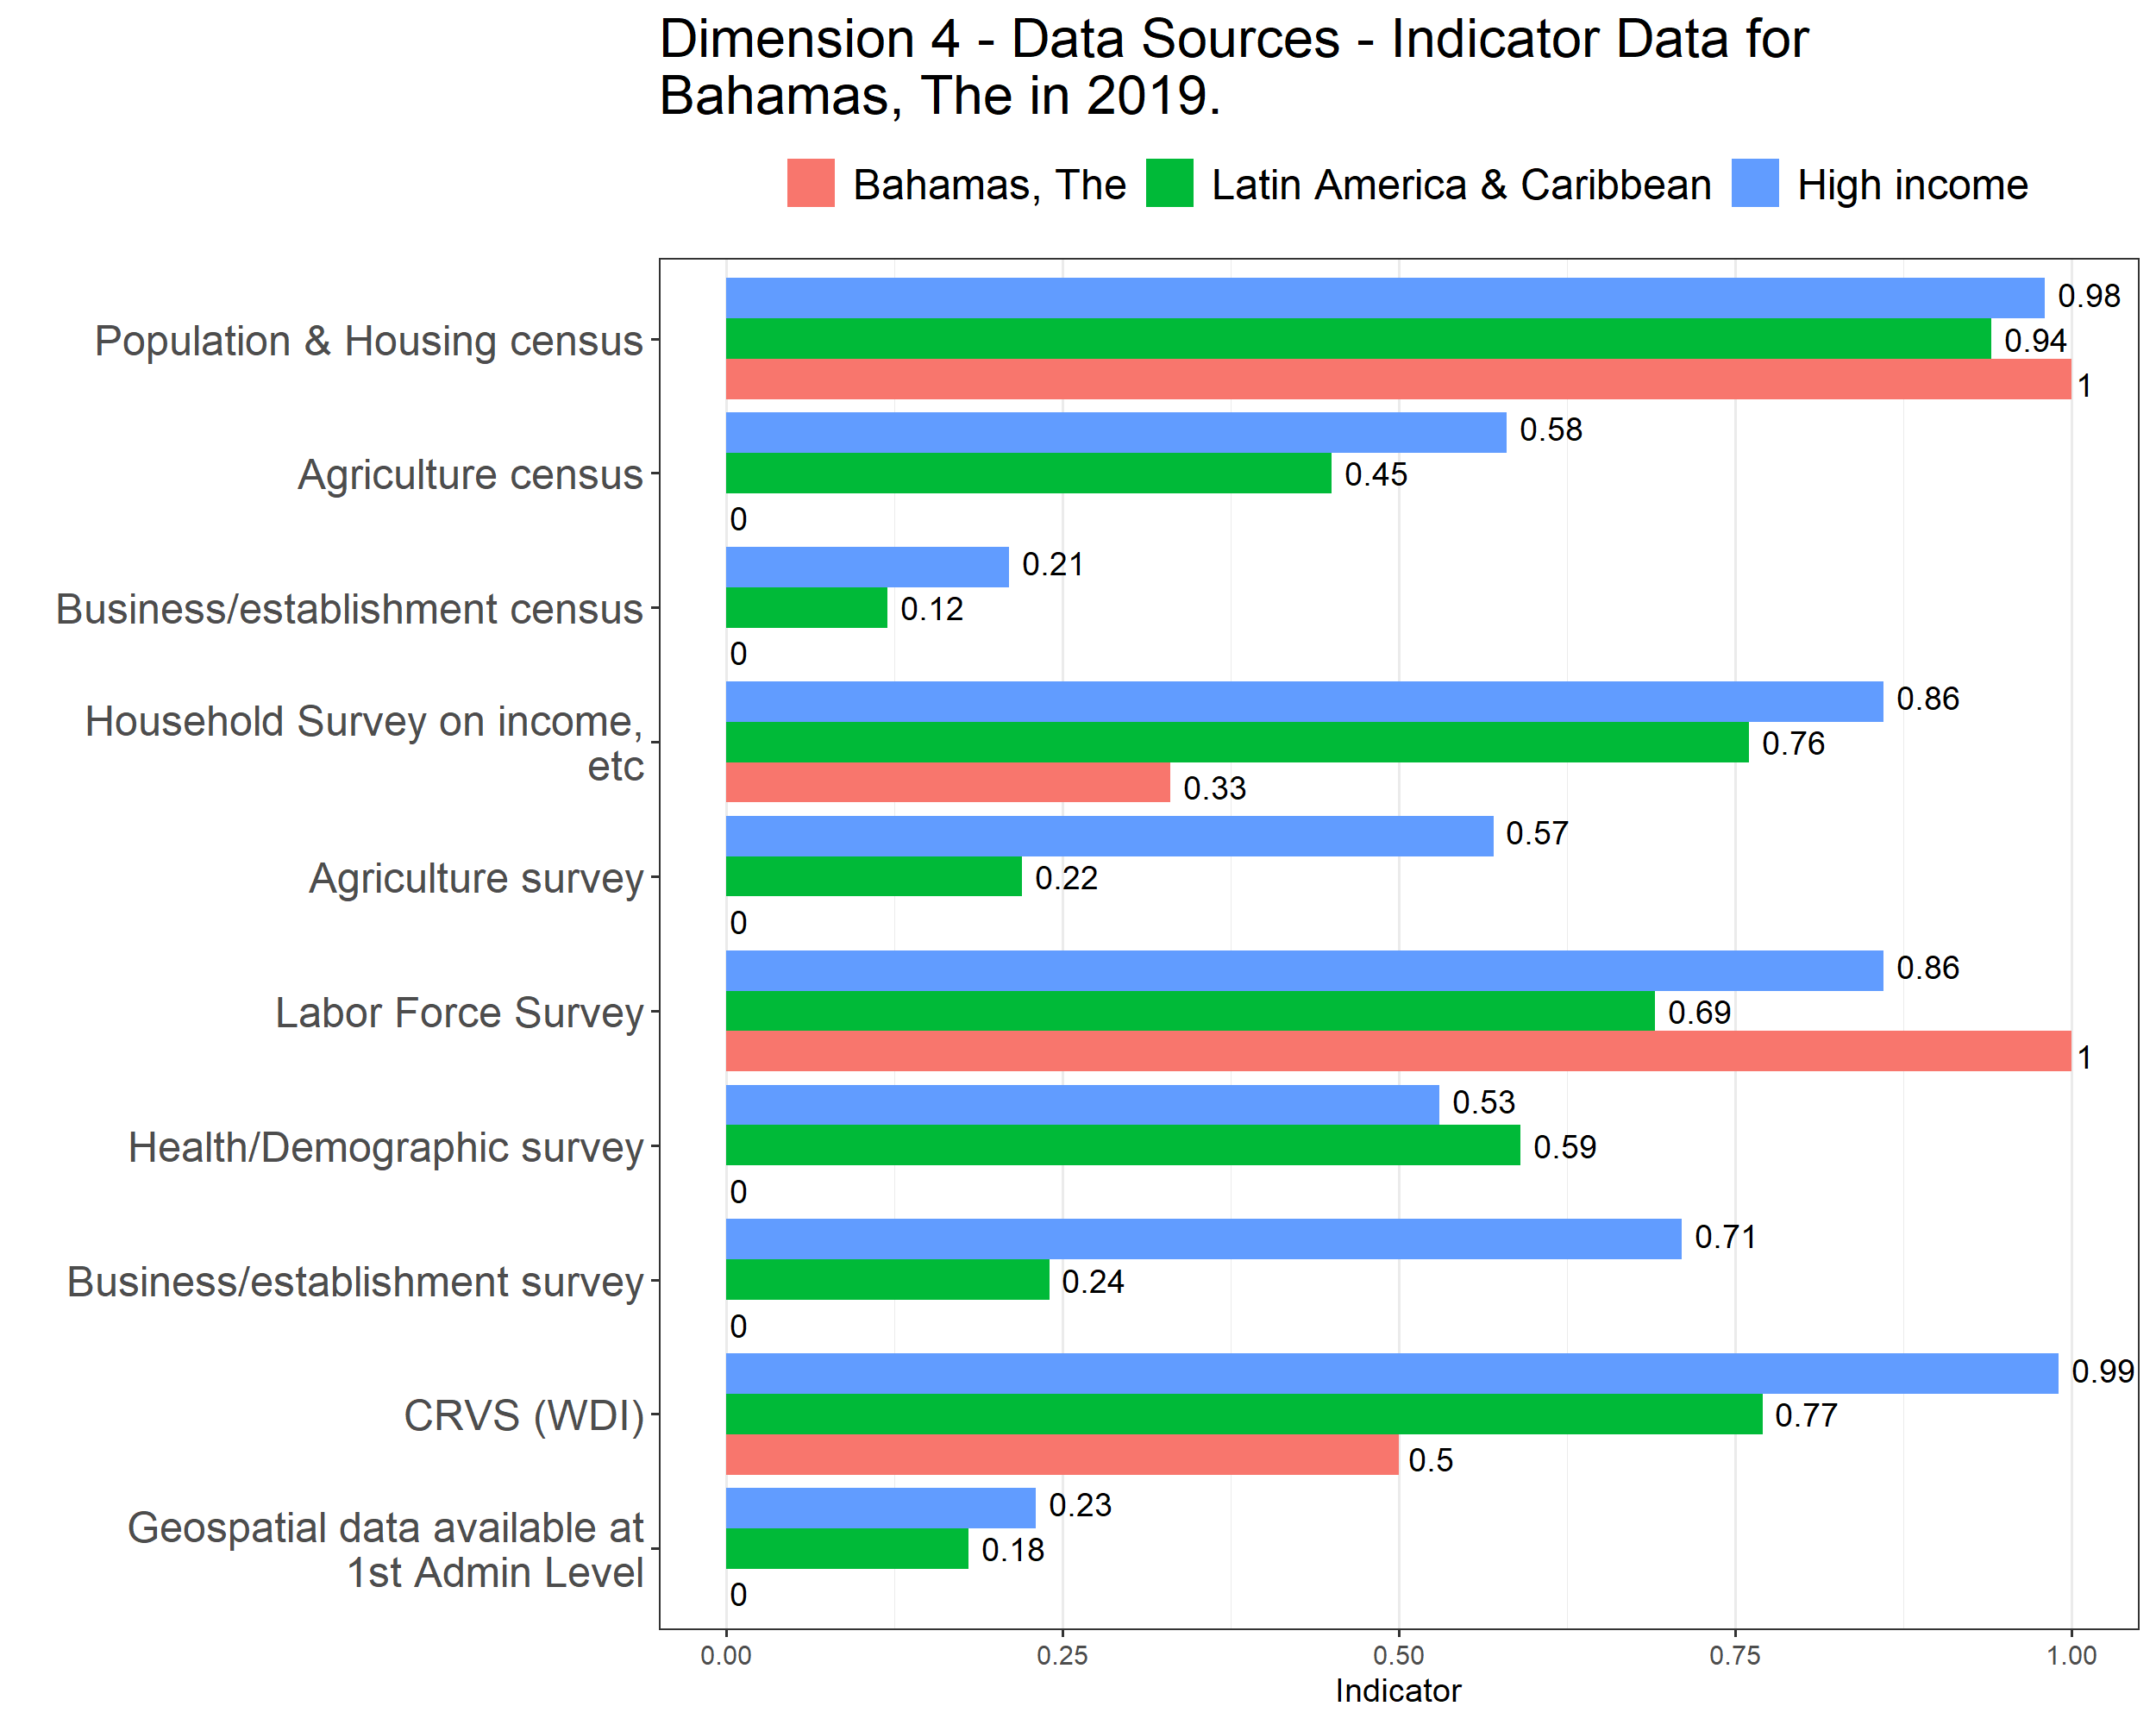 Dimension 4 - Data Sources - Indicator Data for
Bahamas, The in 2019.
Bahamas, The
Latin America & Caribbean
High income
Population & Housing census
0.98
0.94
1
Agriculture census
0.58
0.45
0
Business/establishment census
0.21
0.12
0
Household Survey on income,
etc
0.86
0.76
0.33
Agriculture survey
0.57
0.22
0
Labor Force Survey
0.86
0.69
1
Health/Demographic survey
0.53
0.59
0
Business/establishment survey
0.71
0.24
0
CRVS (WDI)
0.99
0.77
0.5
Geospatial data available at
1st Admin Level
0.23
0.18
0
0.00
0.25
0.50
0.75
1.00
Indicator